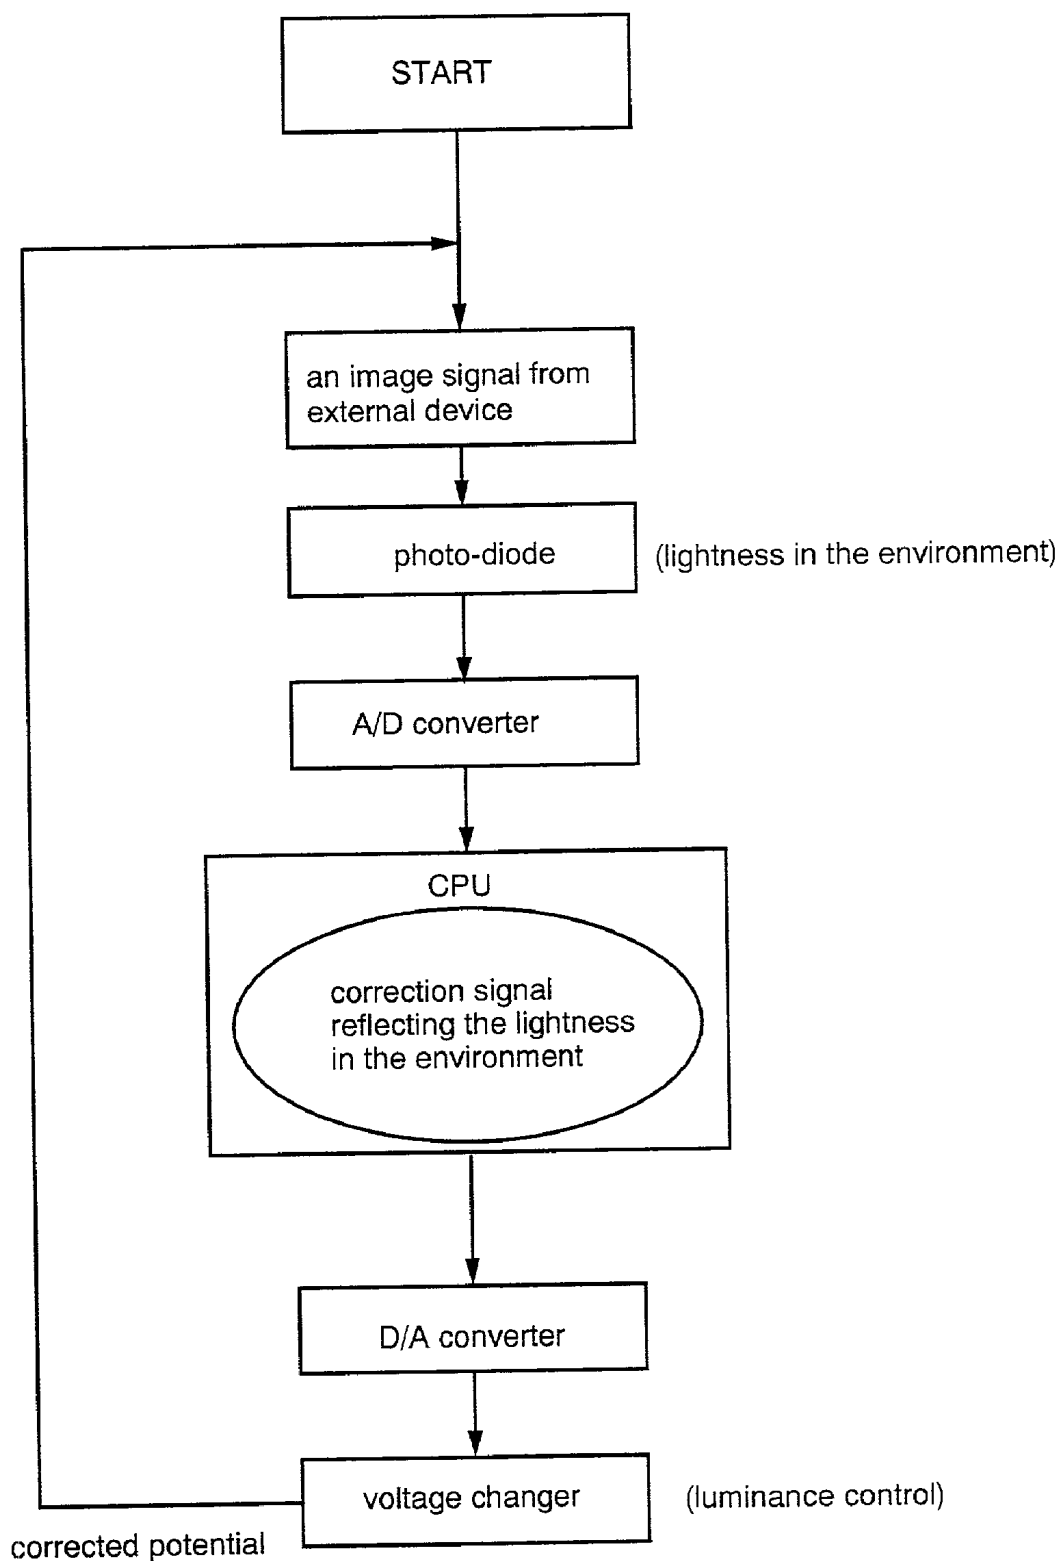 START
an image signal from
external device
photo-diode
(lightness in the environment)
A/D converter
CPU
correction signal
reflecting the lightness
in the environment
D/A converter
voltage changer
(luminance control)
corrected potential